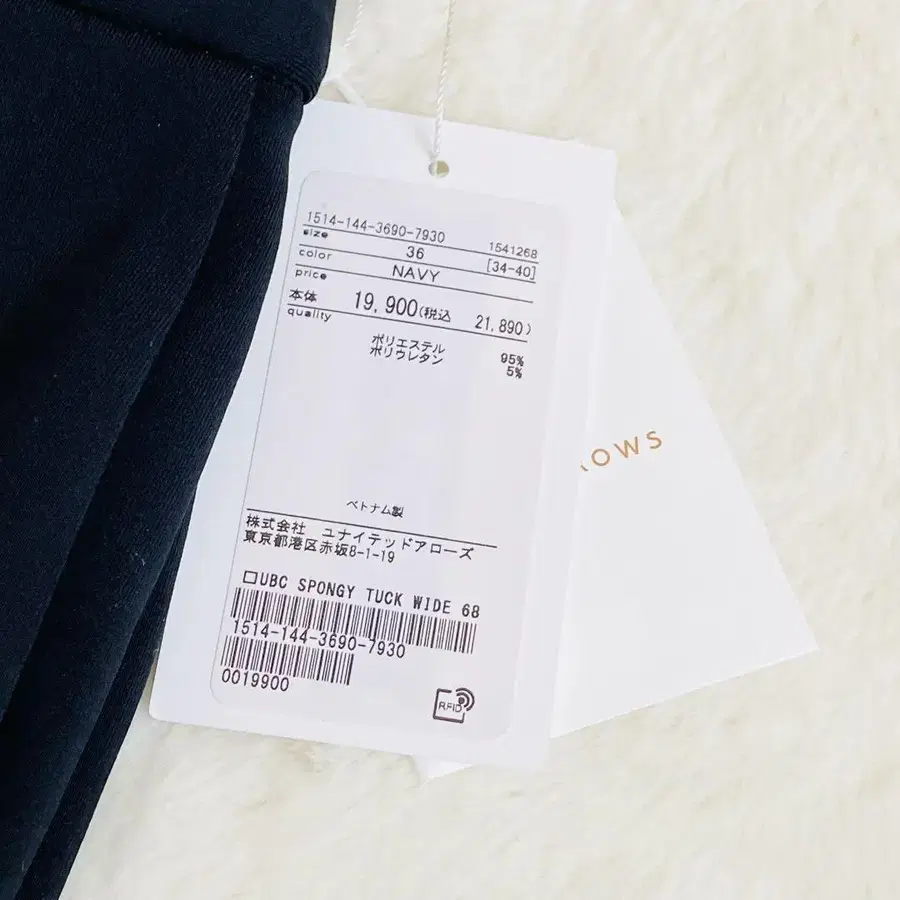 1514-144-3690-7930 1541268
size 36 [34-40]
color NAVY
price
本体 19,900(税込 21,890)
quality
ポリエステル 95%
ポリウレタン 5%
ベトナム製
株式会社 ユナイテッドアローズ
東京都港区赤坂8-1-19
□UBC SPONGY TUCK WIDE 68
1514-144-3690-7930
0019900
RFID
ROWS